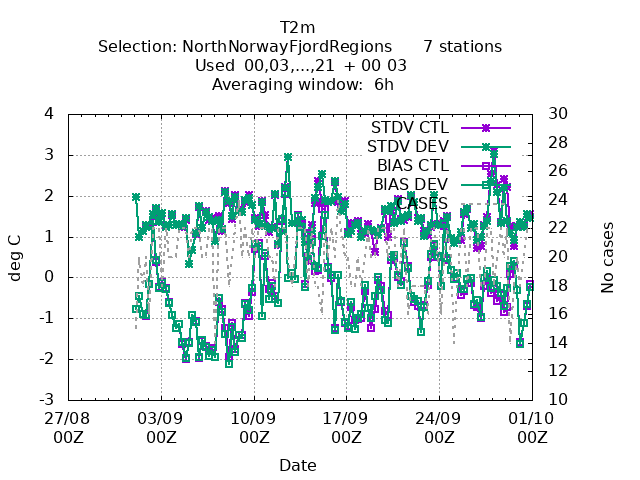 T2m
Selection: NorthNorwayFjordRegions 7 stations
Used 00,03,...,21 + 00 03
Averaging window: 6h
STDV CTL
STDV DEV
BIAS CTL
BIAS DEV
CASES
deg C
4
3
2
1
0
-1
-2
-3
No cases
30
28
26
24
22
20
18
16
14
12
10
27/08 03/09 10/09 17/09 24/09 01/10
00Z 00Z 00Z 00Z 00Z 00Z
Date